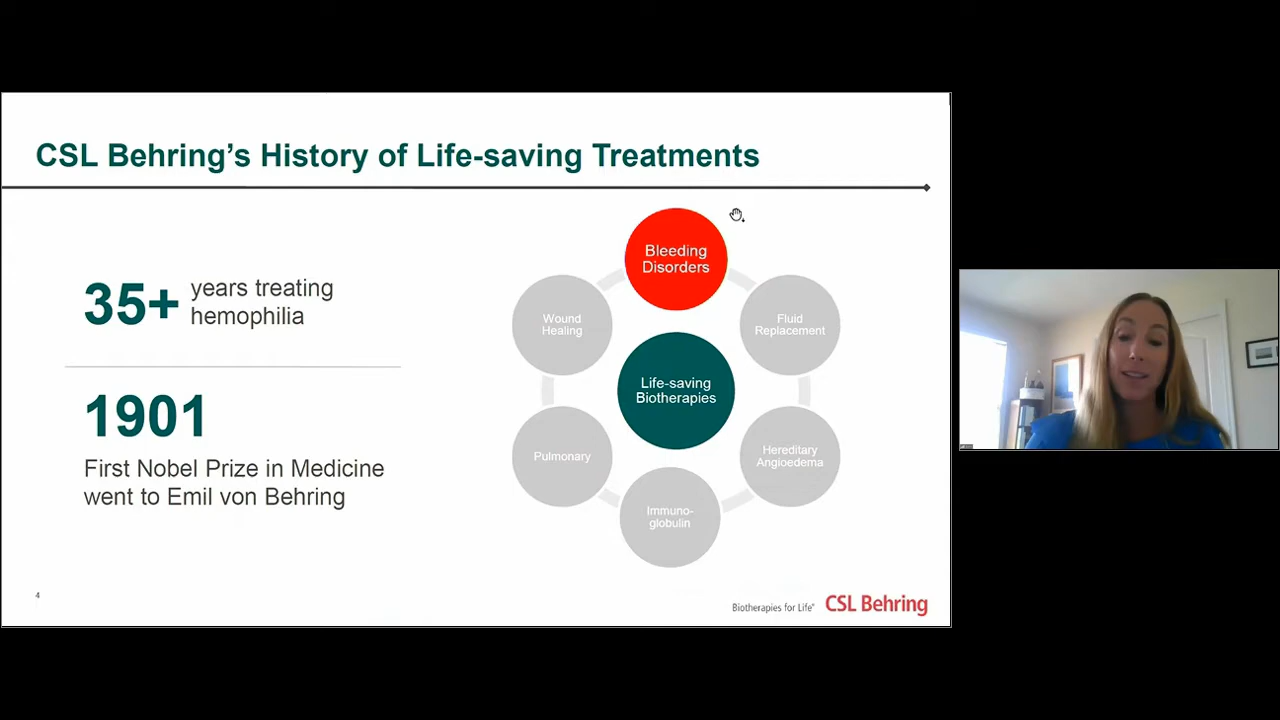 CSL Behring’s History of Life-saving Treatments
35+
years treating
hemophilia
1901
First Nobel Prize in Medicine
went to Emil von Behring
Bleeding
Disorders
Wound
Healing
Fluid
Replacement
Life-saving
Biotherapies
Pulmonary
Hereditary
Angioedema
Immuno-
globulin
4
Biotherapies for Life®
CSL Behring